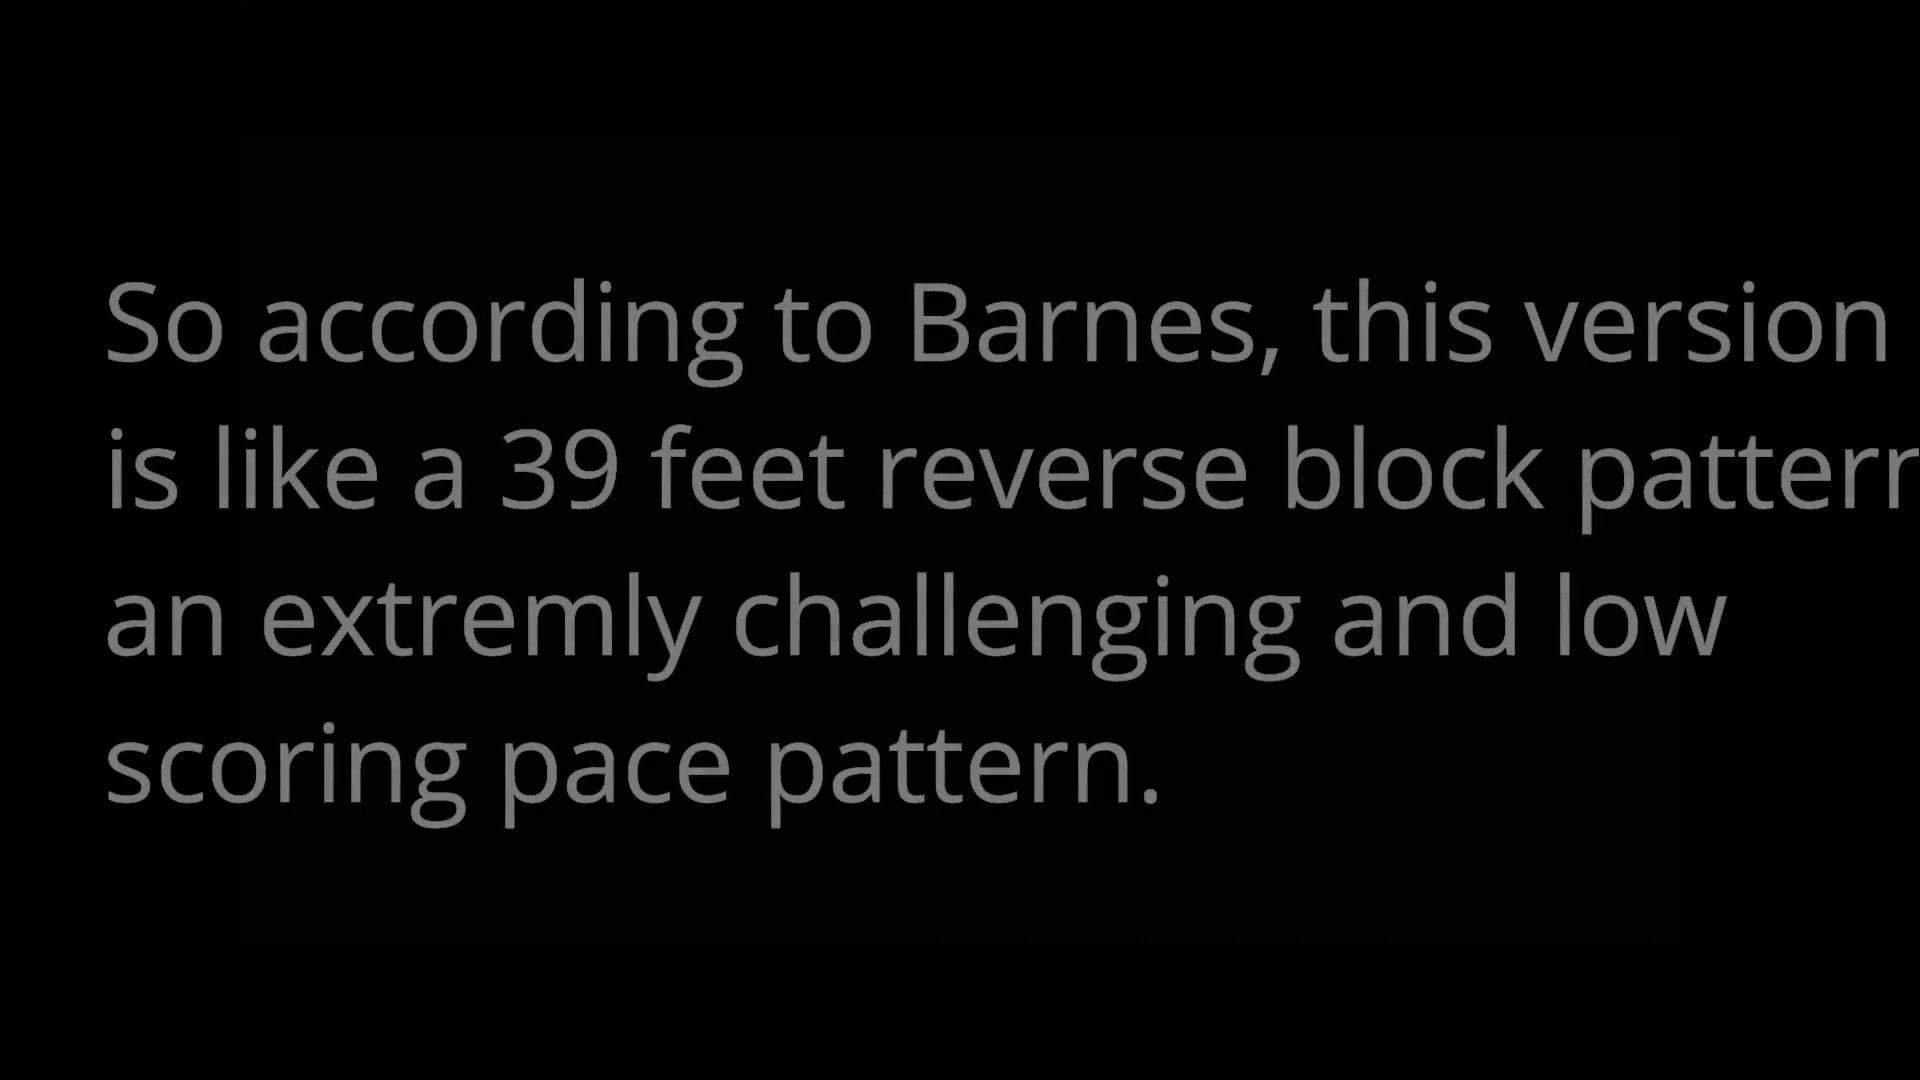 So according to Barnes, this version
is like a 39 feet reverse block pattern
an extremly challenging and low
scoring pace pattern.